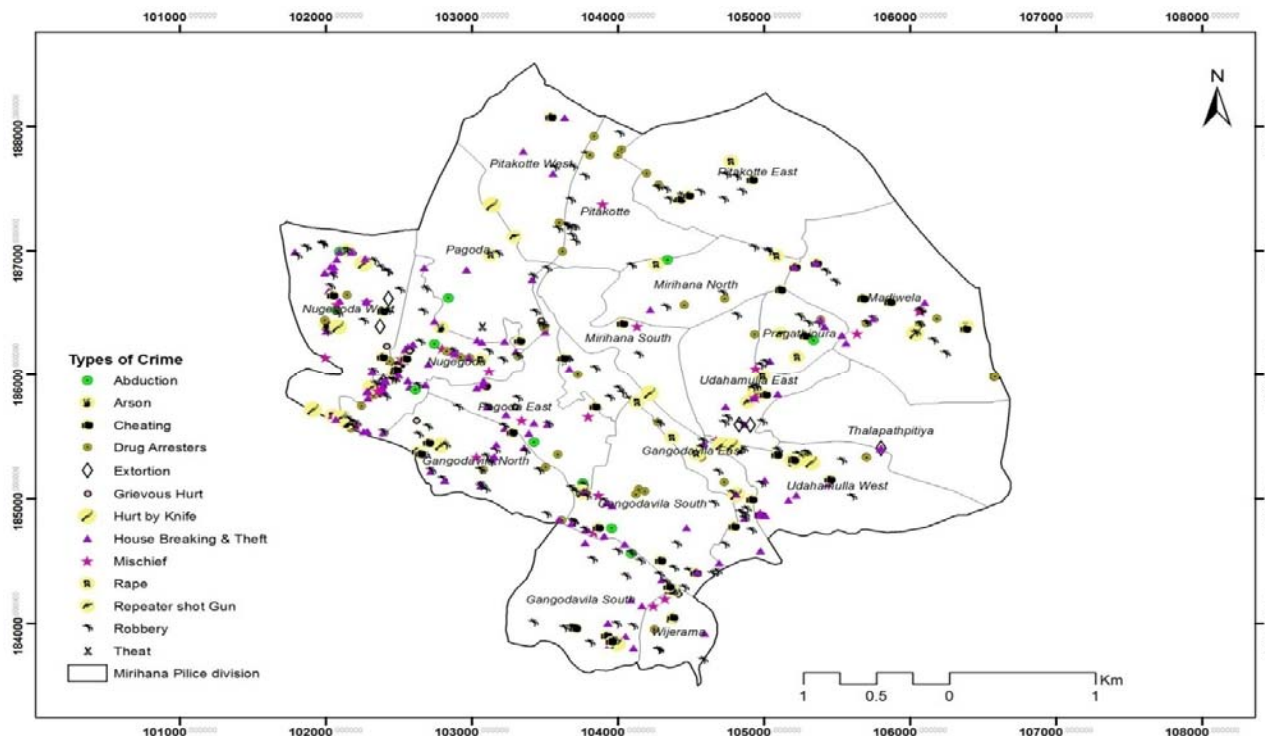 101000 102000 103000 104000 105000 106000 107000 108000
N
188000
187000
186000
185000
184000
Pitakotte West
Pitakotte East
Pitakotte
Pagoda
Mirihana North
Madiwela
Nugegoda West
Mirihana South
Pragathipura
Nugegoda
Udahamulla East
Pagoda East
Thalapathpitiya
Gangodavila East
Gangodavila North
Udahamulla West
Gangodavila South
Gangodavila South
Wijerama
Types of Crime
Abduction
Arson
Cheating
Drug Arresters
Extortion
Grievous Hurt
Hurt by Knife
House Breaking & Theft
Mischief
Rape
Repeater shot Gun
Robbery
Theat
Mirihana Pilice division
Km
1 0.5 0 1
101000 102000 103000 104000 105000 106000 107000 108000